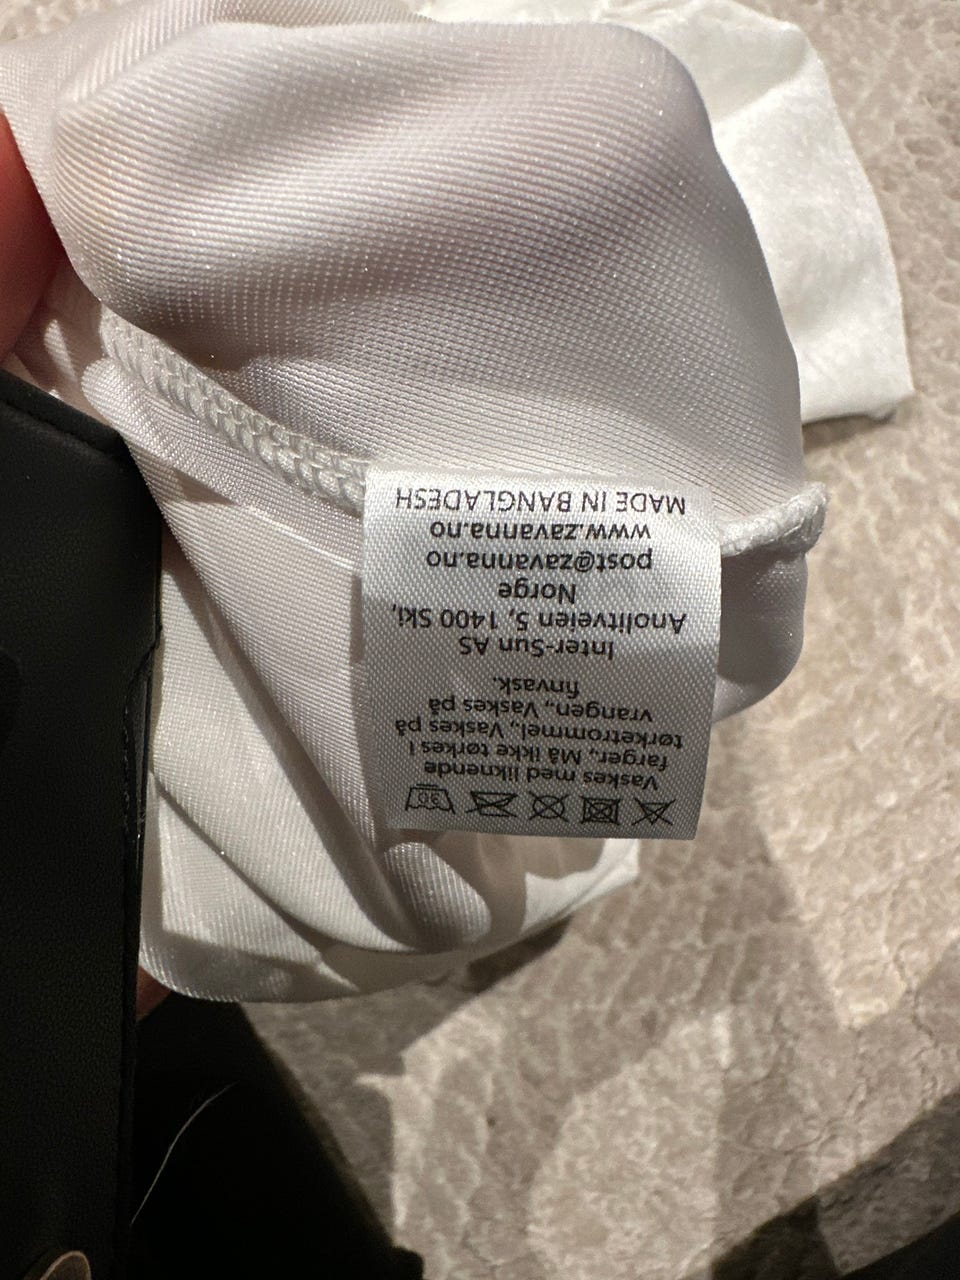 30
Vaskes med liknende
farger., Må ikke tørkes i
tørketrommel., Vaskes på
vrangen., Vaskes på
finvask.
Inter-Sun AS
Anolitveien 5, 1400 Ski,
Norge
post@zavanna.no
www.zavanna.no
MADE IN BANGLADESH